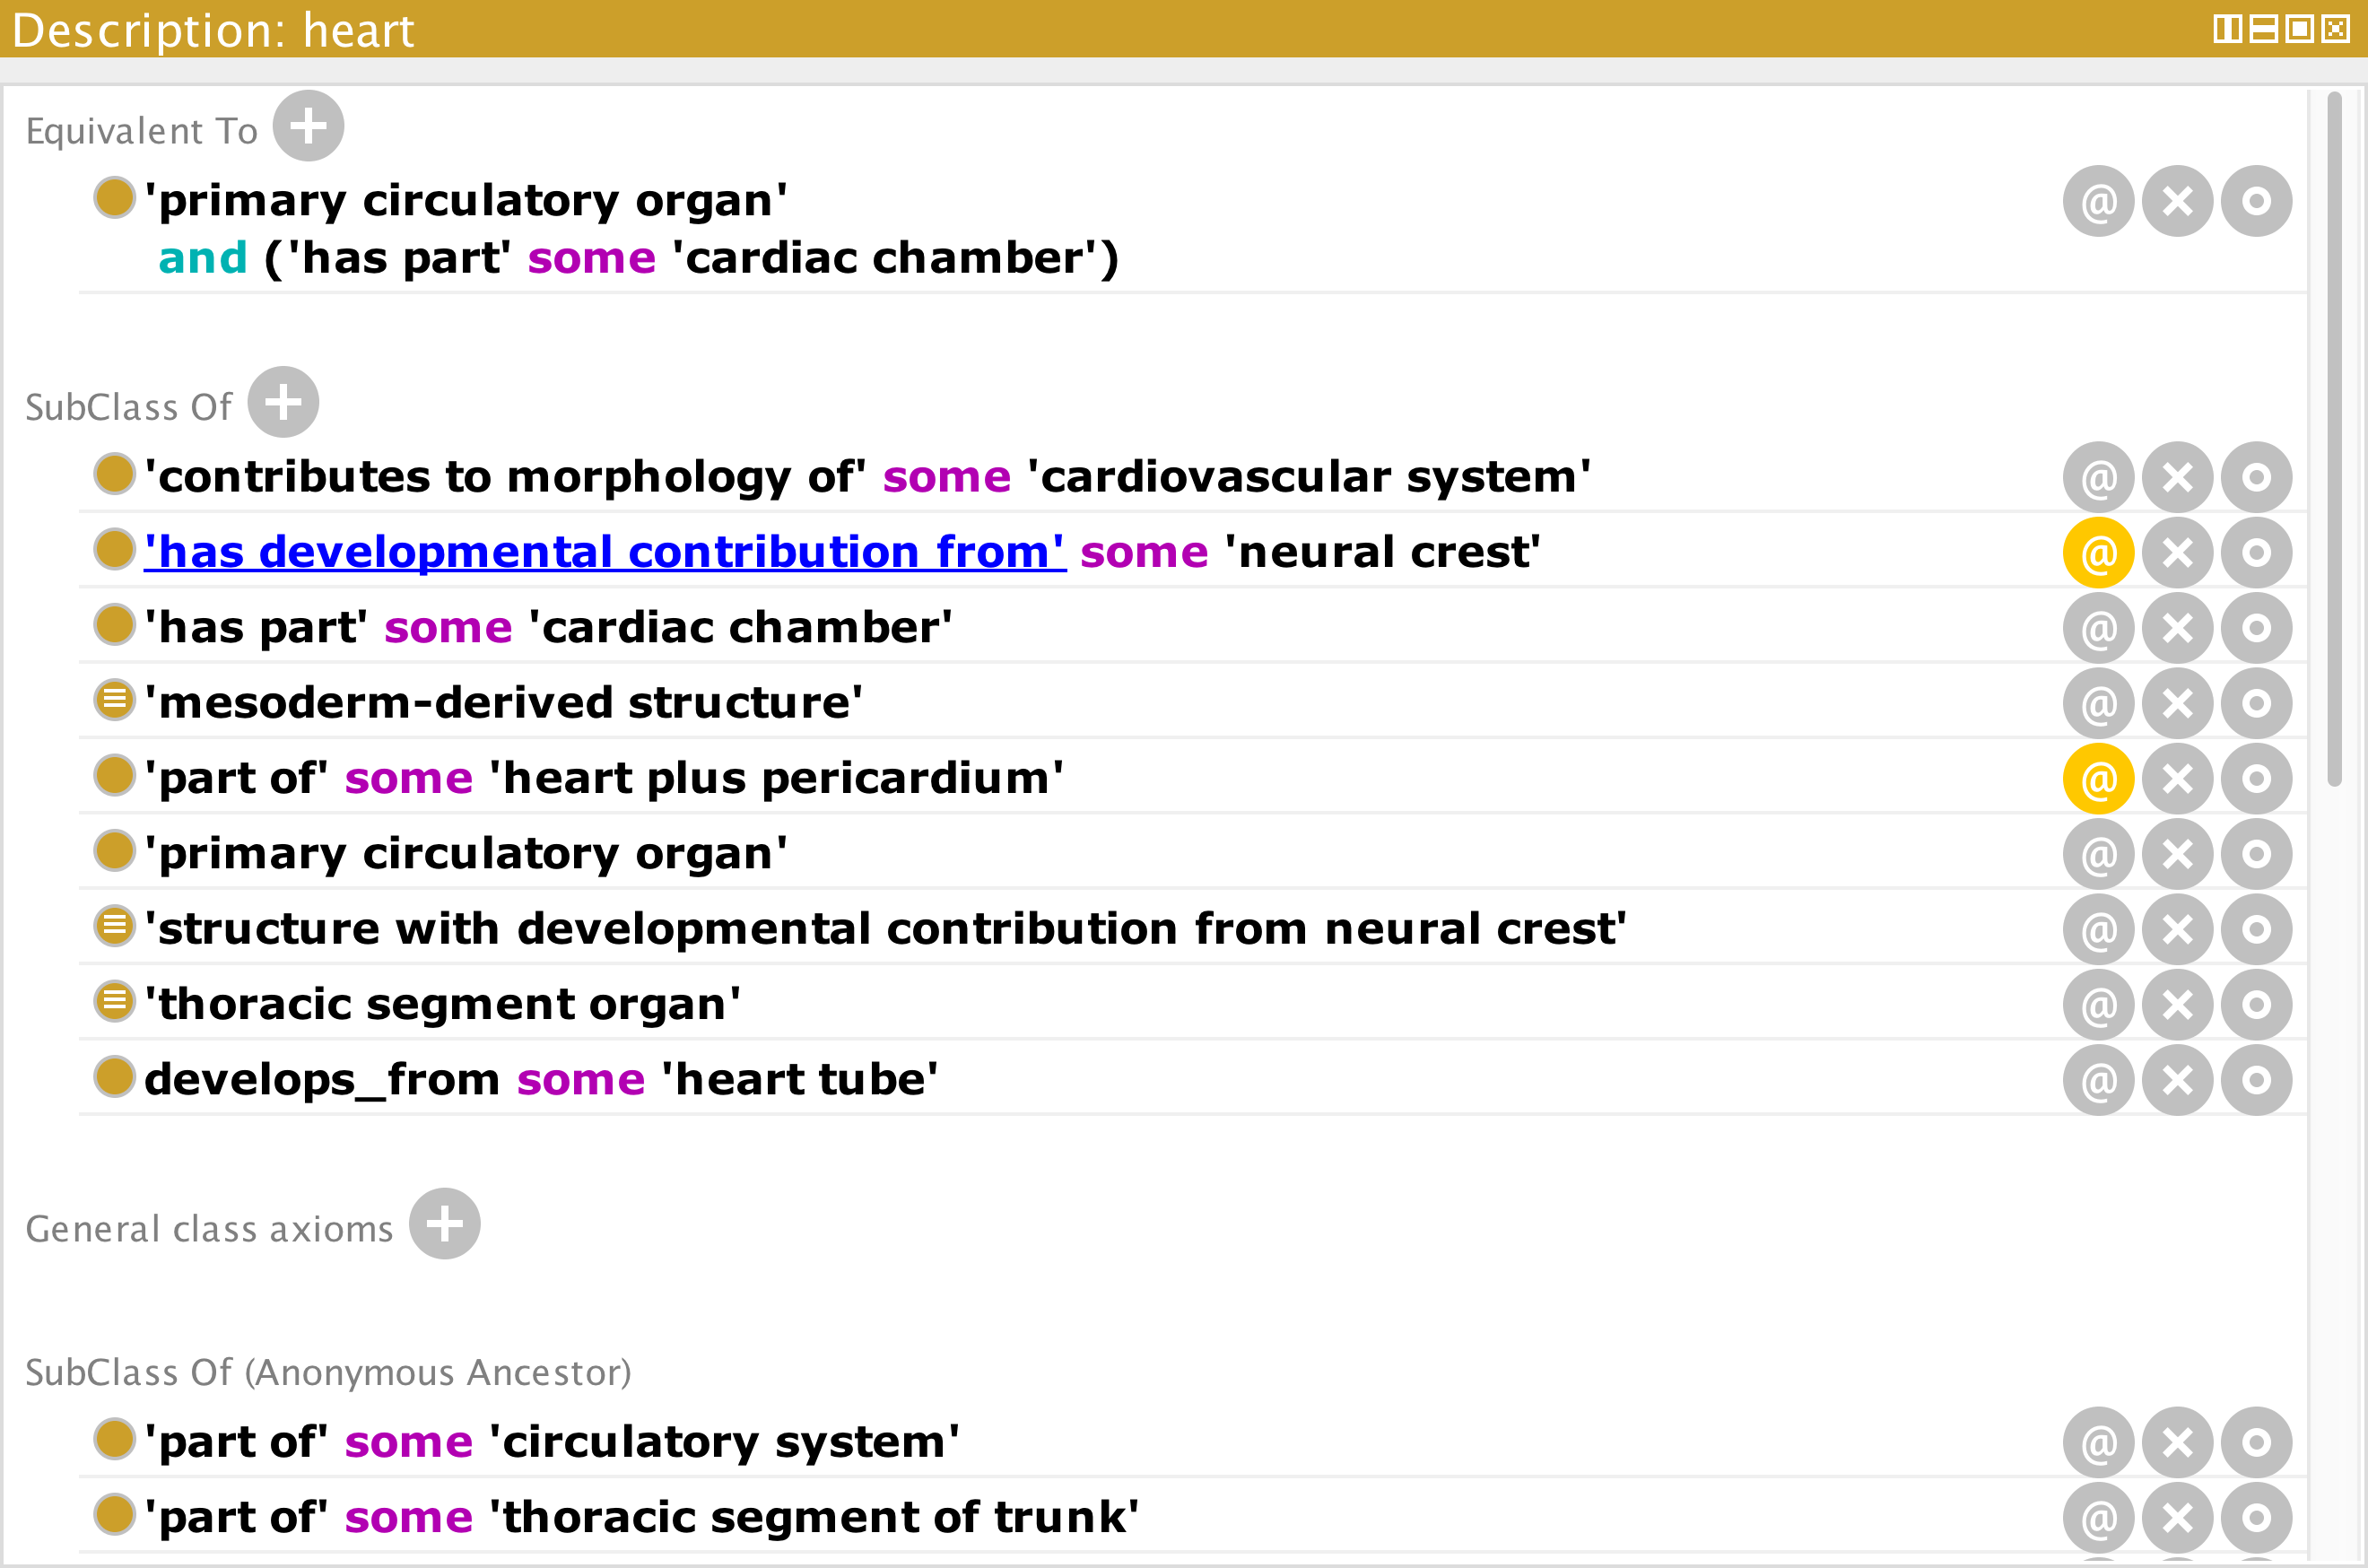 Description: heart
Equivalent To
'primary circulatory organ'
and ('has part' some 'cardiac chamber')
@
SubClass Of
'contributes to morphology of' some 'cardiovascular system'
@
'has developmental contribution from' some 'neural crest'
@
'has part' some 'cardiac chamber'
@
'mesoderm-derived structure'
@
'part of' some 'heart plus pericardium'
@
'primary circulatory organ'
@
'structure with developmental contribution from neural crest'
@
'thoracic segment organ'
@
develops_from some 'heart tube'
@
General class axioms
SubClass Of (Anonymous Ancestor)
'part of' some 'circulatory system'
@
'part of' some 'thoracic segment of trunk'
@